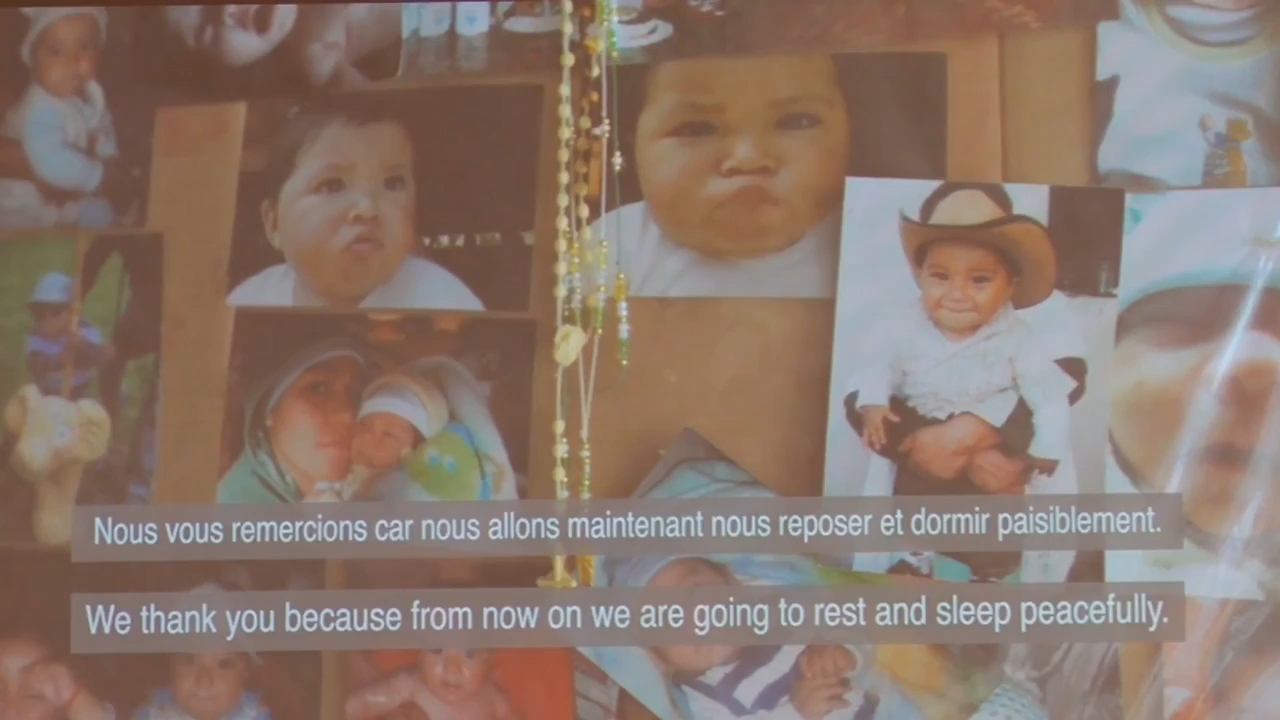 Nous vous remercions car nous allons maintenant nous reposer et dormir paisiblement.
We thank you because from now on we are going to rest and sleep peacefully.